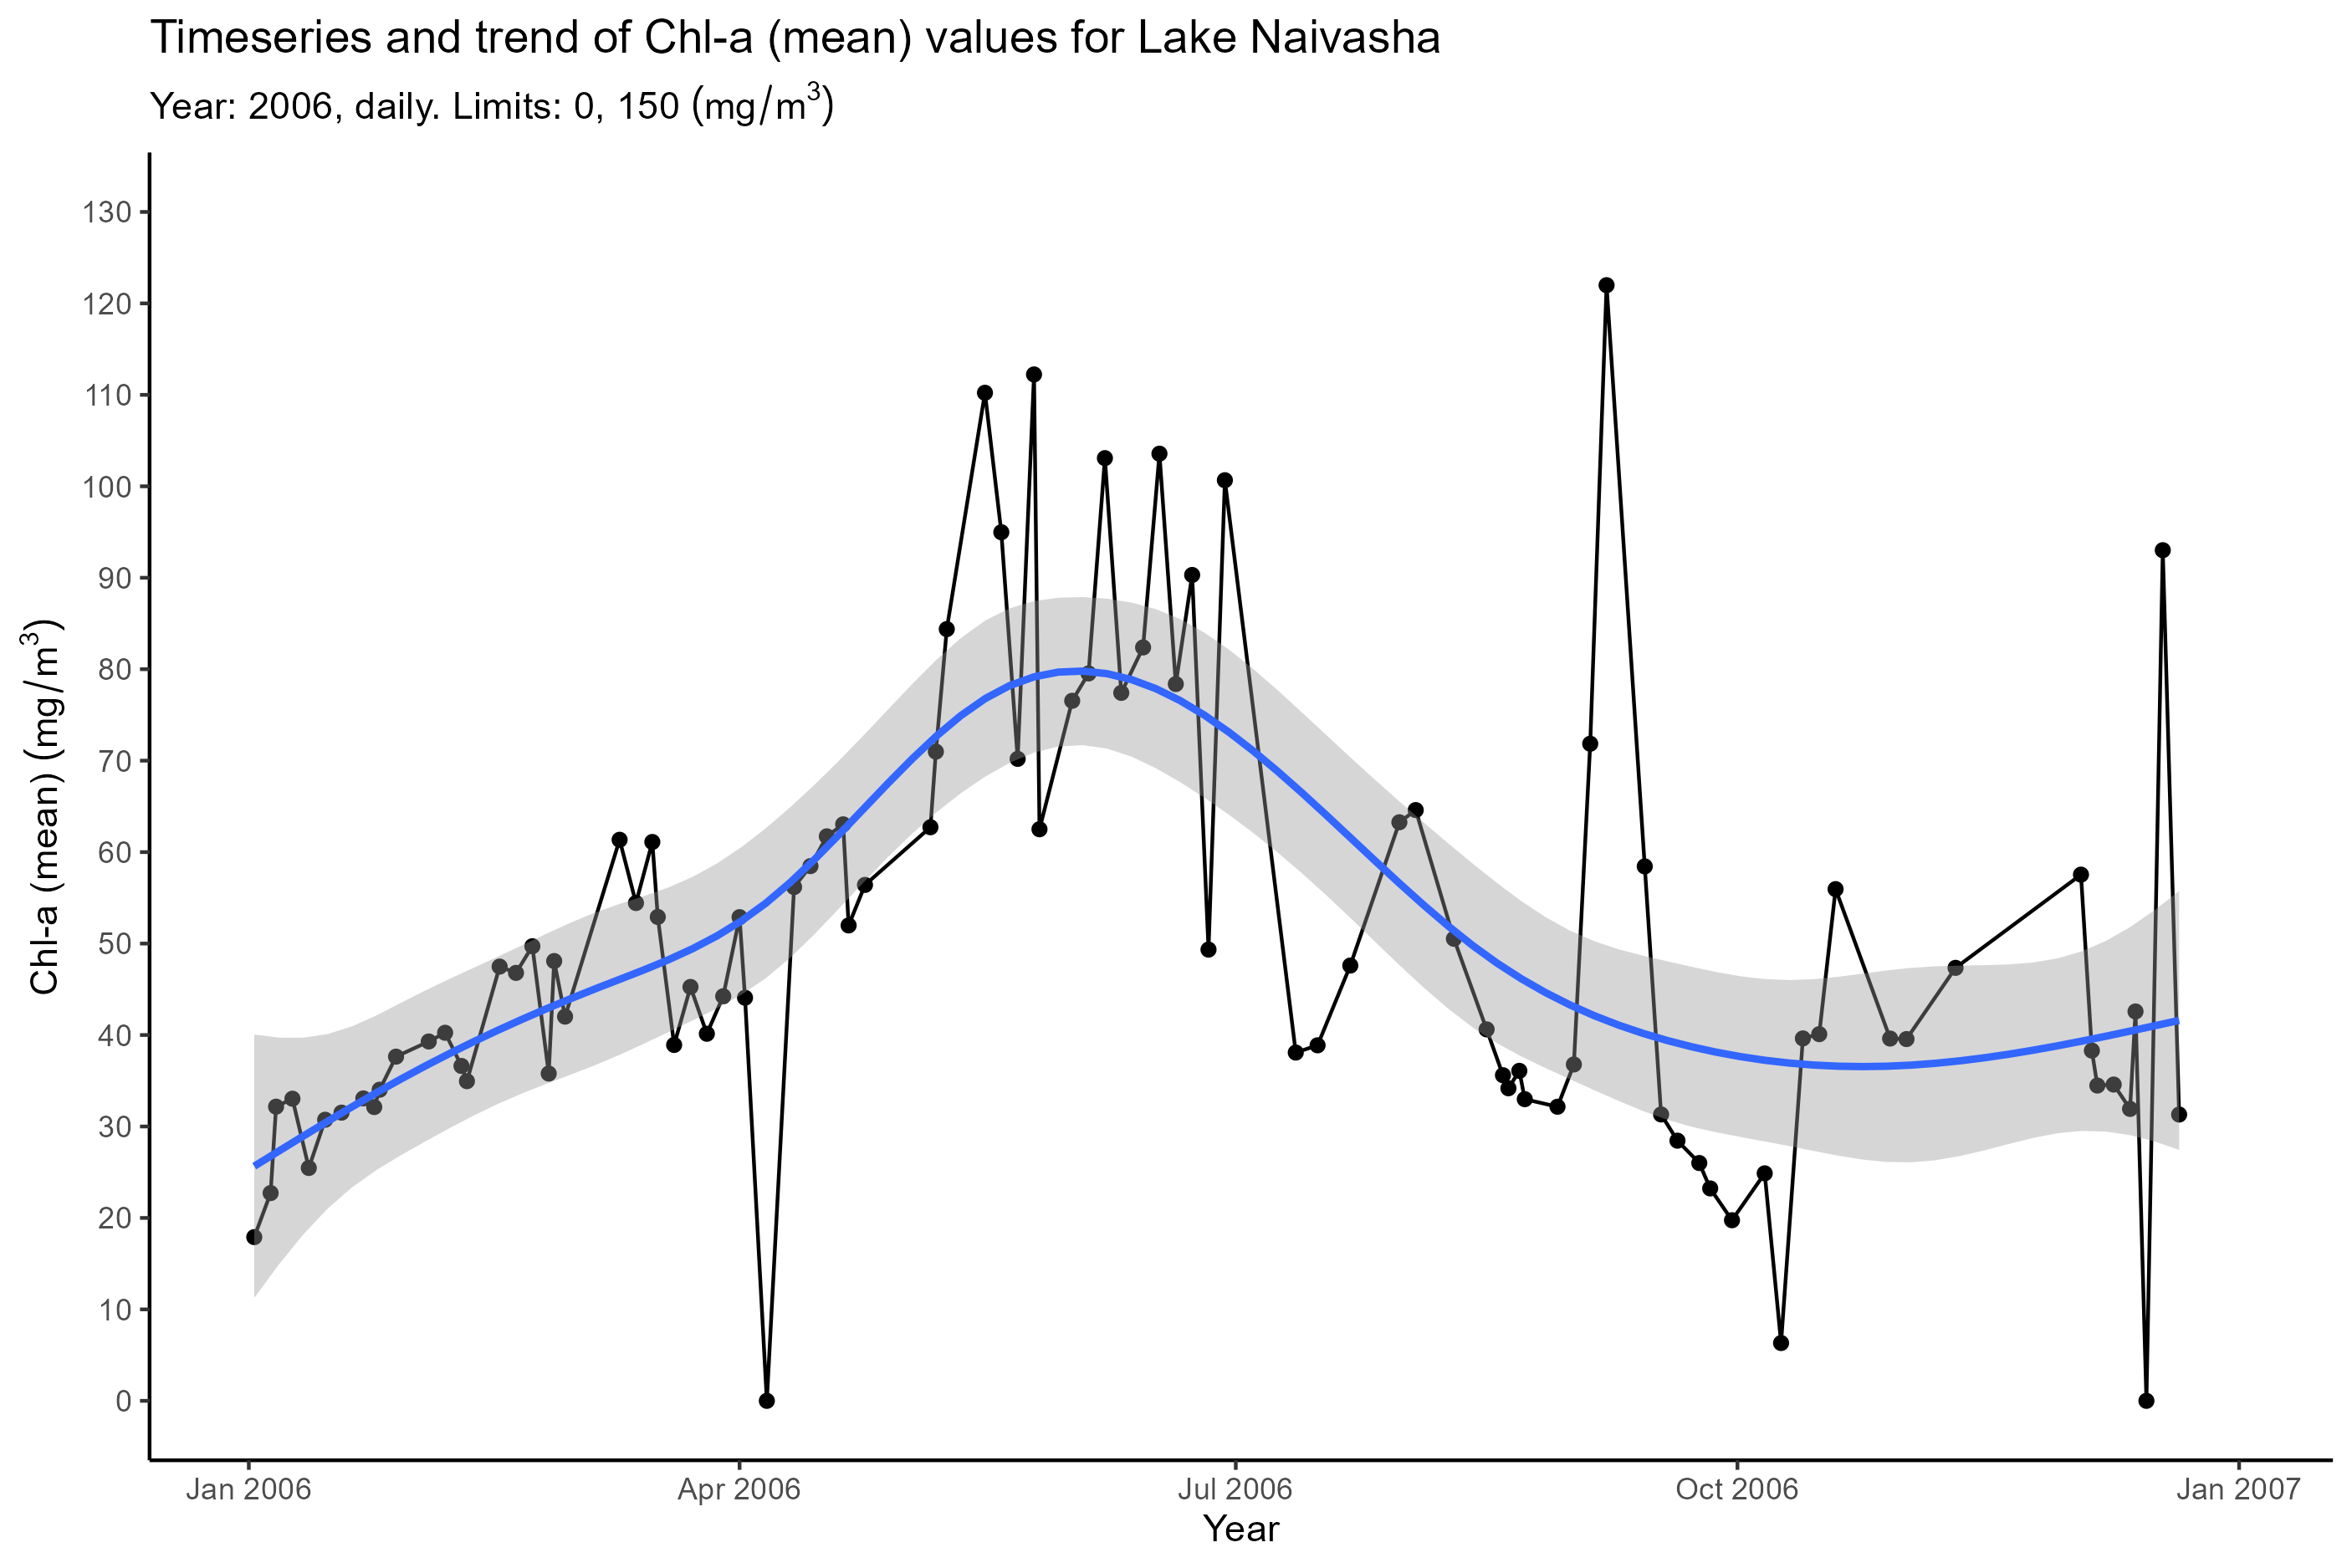 Timeseries and trend of Chl-a (mean) values for Lake Naivasha
Year: 2006, daily. Limits: 0, 150 (mg/m³)
Chl-a (mean) (mg/m³)
130
120
110
100
90
80
70
60
50
40
30
20
10
0
Jan 2006 Apr 2006 Jul 2006 Oct 2006 Jan 2007
Year